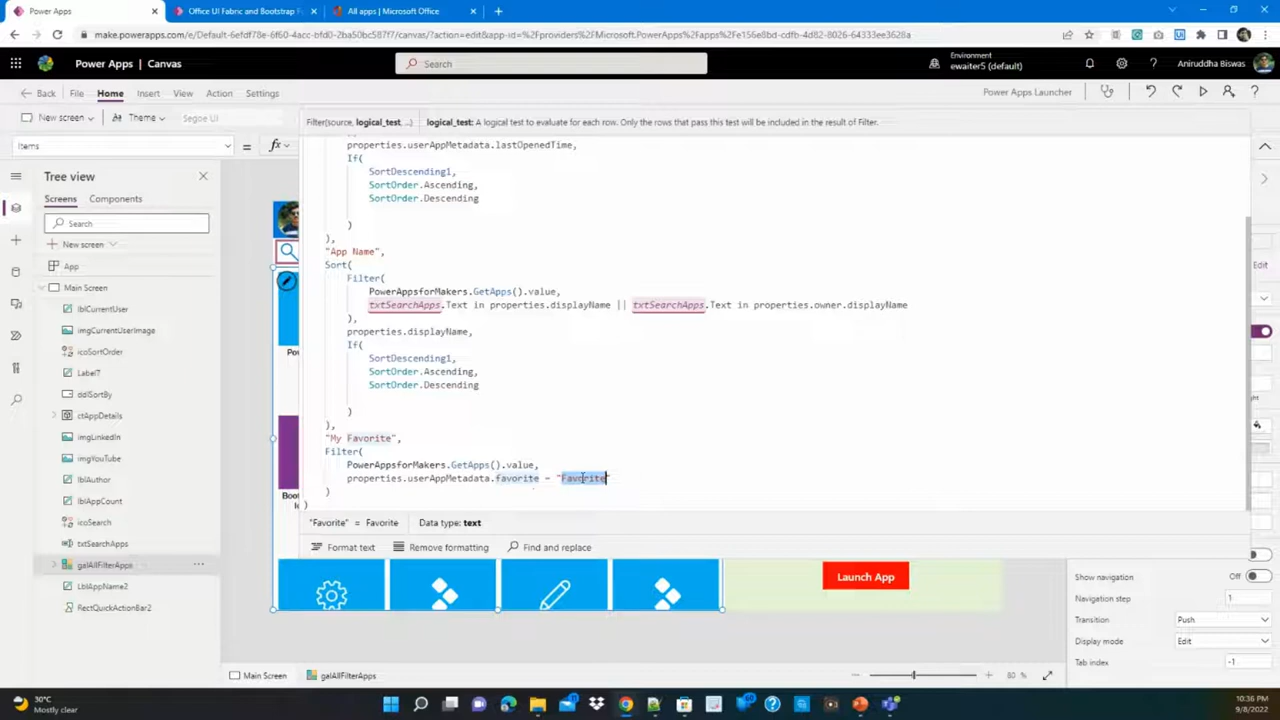 Power Apps
Office UI Fabric and Bootstrap F
All apps | Microsoft Office
make.powerapps.com/e/Default-6efdf78e-6f60-4azc-bfd0-2ba50bc587f7/canvas/?action=edit&app-id=%2Fproviders%2FMicrosoft.PowerApps%2Fapps%2Fe156e8bd-cdfb-4d82-8026-64333ee3628a
Power Apps | Canvas
Search
Environment
ewaiter5 (default)
Aniruddha Biswas
Back
File
Home
Insert
View
Action
Settings
Power Apps Launcher
New screen
Theme
Segoe UI
Filter(source, logical_test, ...)
logical_test: A logical test to evaluate for each row. Only the rows that pass this test will be included in the result of Filter.
Items
=
fx
properties.userAppMetadata.lastOpenedTime,
If(
SortDescending1,
SortOrder.Ascending,
SortOrder.Descending
)
),
"App Name",
Sort(
Filter(
PowerAppsforMakers.GetApps().value,
txtSearchApps.Text in properties.displayName || txtSearchApps.Text in properties.owner.displayName
),
properties.displayName,
If(
SortDescending1,
SortOrder.Ascending,
SortOrder.Descending
)
),
"My Favorite",
Filter(
PowerAppsforMakers.GetApps().value,
properties.userAppMetadata.favorite = "Favorite"
)
)
"Favorite" = Favorite
Data type: text
Format text
Remove formatting
Find and replace
Tree view
Screens
Components
Search
New screen
App
Main Screen
lblCurrentUser
imgCurrentUserImage
icoSortOrder
Label7
ddlSortBy
ctAppDetails
imgLinkedIn
imgYouTube
lblAuthor
lblAppCount
icoSearch
txtSearchApps
galAllFilterApps
LblAppName2
RectQuickActionBar2
Edit
Launch App
Show navigation
Off
Navigation step
1
Transition
Push
Display mode
Edit
Tab index
-1
Main Screen
galAllFilterApps
80 %
30°C
Mostly clear
10:36 PM
9/8/2022